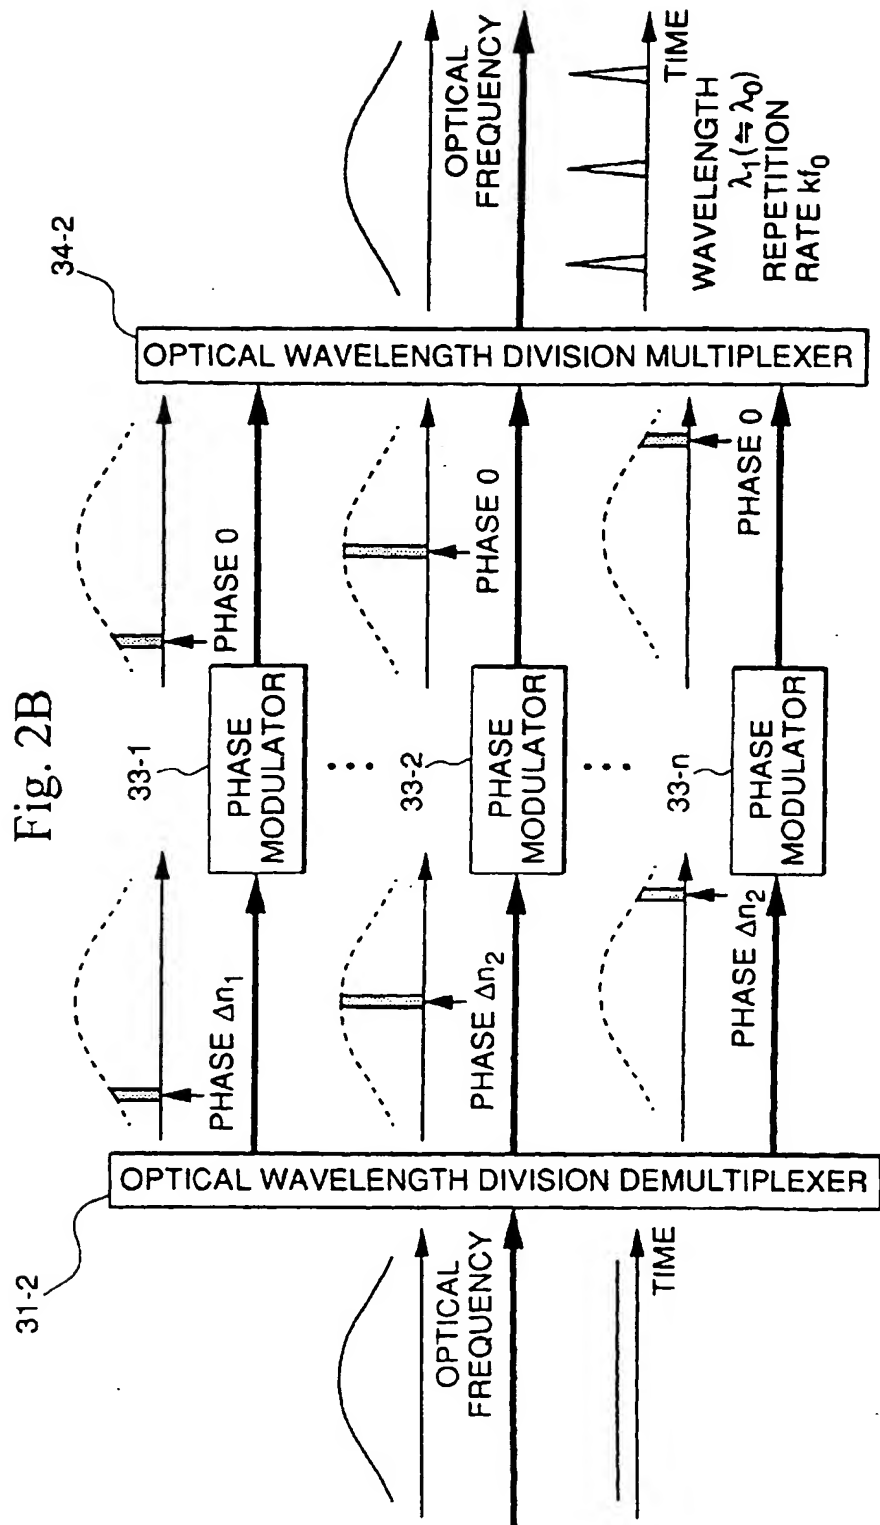 Fig. 2B
31-2
OPTICAL
FREQUENCY
TIME
OPTICAL WAVELENGTH DIVISION DEMULTIPLEXER
PHASE Δn₁
PHASE Δn₂
PHASE Δn₂
33-1
PHASE
MODULATOR
33-2
PHASE
MODULATOR
33-n
PHASE
MODULATOR
PHASE 0
PHASE 0
PHASE 0
34-2
OPTICAL WAVELENGTH DIVISION MULTIPLEXER
OPTICAL
FREQUENCY
TIME
WAVELENGTH
λ₁(≒λ₀)
REPETITION
RATE kf₀